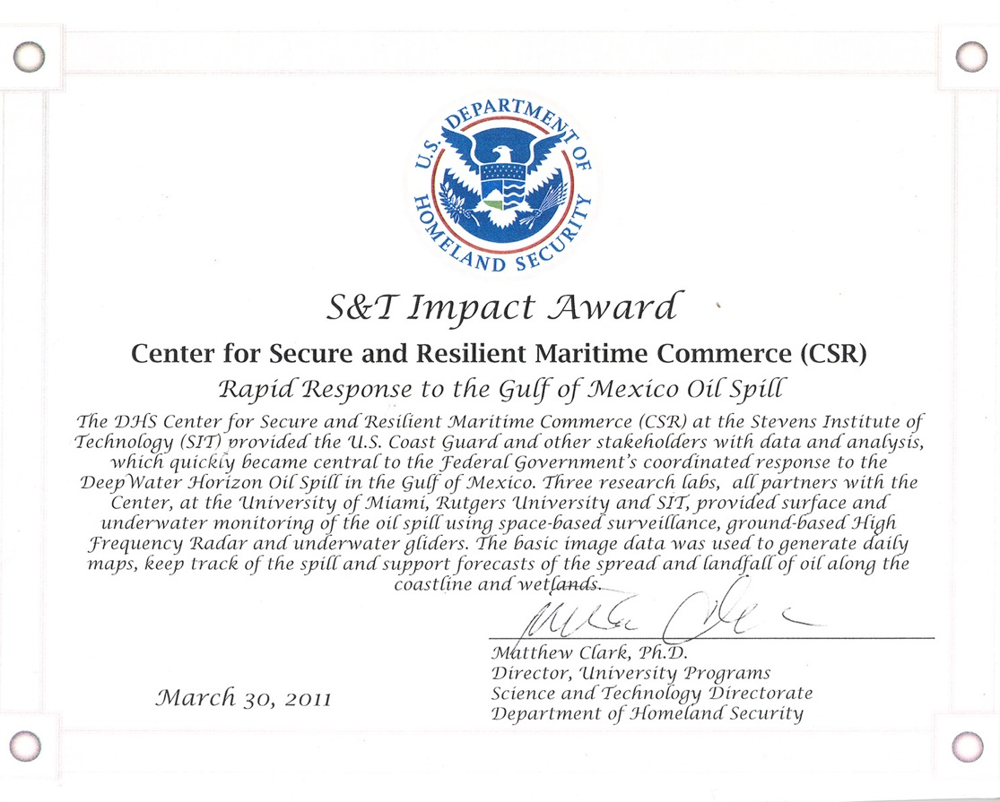 U.S. DEPARTMENT OF
HOMELAND SECURITY
S&T Impact Award
Center for Secure and Resilient Maritime Commerce (CSR)
Rapid Response to the Gulf of Mexico Oil Spill
The DHS Center for Secure and Resilient Maritime Commerce (CSR) at the Stevens Institute of
Technology (SIT) provided the U.S. Coast Guard and other stakeholders with data and analysis,
which quickly became central to the Federal Government's coordinated response to the
DeepWater Horizon Oil Spill in the Gulf of Mexico. Three research labs, all partners with the
Center, at the University of Miami, Rutgers University and SIT, provided surface and
underwater monitoring of the oil spill using space-based surveillance, ground-based High
Frequency Radar and underwater gliders. The basic image data was used to generate daily
maps, keep track of the spill and support forecasts of the spread and landfall of oil along the
coastline and wetlands.
Matthew Clark, Ph.D.
Director, University Programs
Science and Technology Directorate
Department of Homeland Security
March 30, 2011